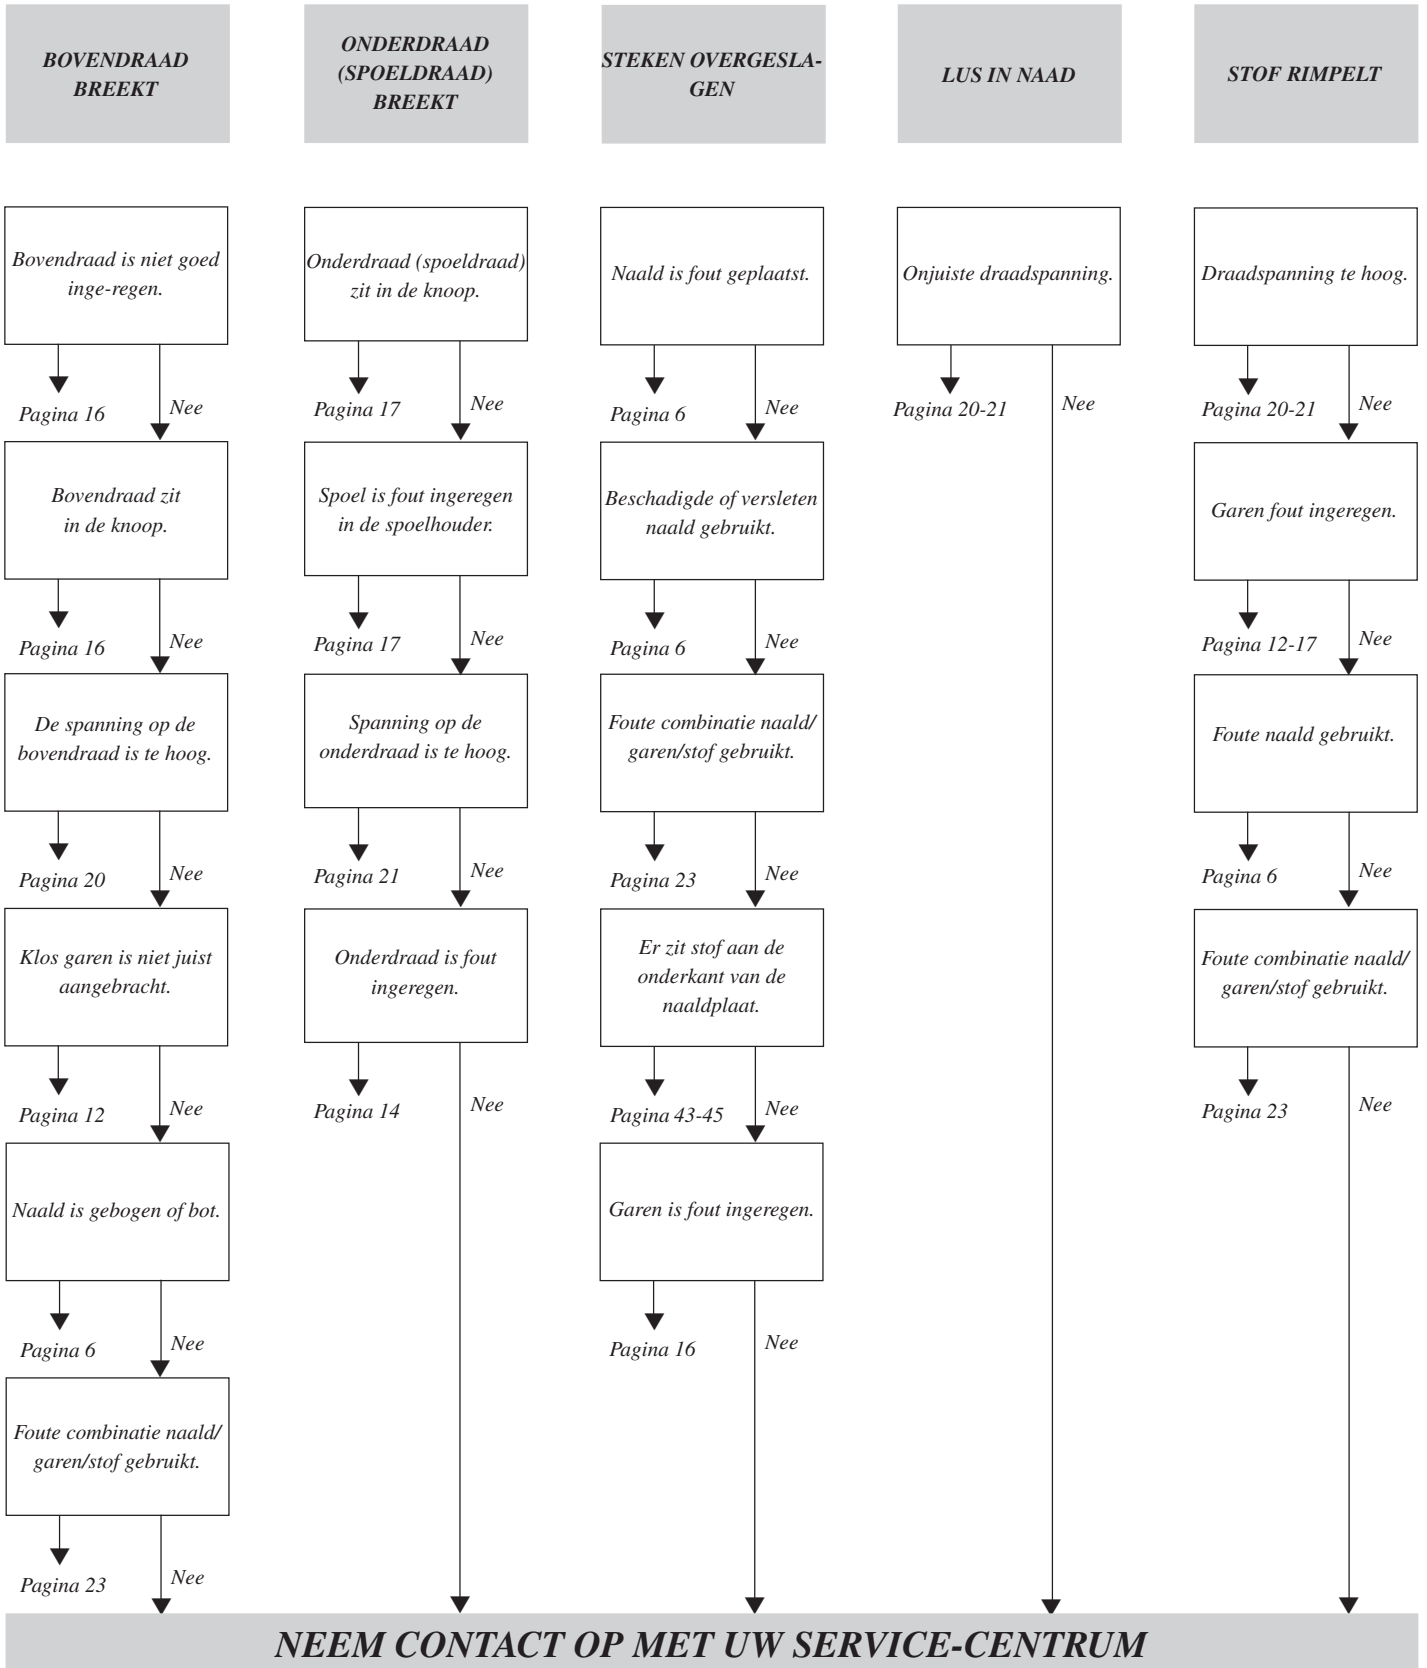 BOVENDRAAD
BREEKT
Bovendraad is niet goed
inge-regen.
Pagina 16
Nee
Bovendraad zit
in de knoop.
Pagina 16
Nee
De spanning op de
bovendraad is te hoog.
Pagina 20
Nee
Klos garen is niet juist
aangebracht.
Pagina 12
Nee
Naald is gebogen of bot.
Pagina 6
Nee
Foute combinatie naald/
garen/stof gebruikt.
Pagina 23
Nee
ONDERDRAAD
(SPOELDRAAD)
BREEKT
Onderdraad (spoeldraad)
zit in de knoop.
Pagina 17
Nee
Spoel is fout ingeregen
in de spoelhouder.
Pagina 17
Nee
Spanning op de
onderdraad is te hoog.
Pagina 21
Nee
Onderdraad is fout
ingeregen.
Pagina 14
Nee
STEKEN OVERGESLA-
GEN
Naald is fout geplaatst.
Pagina 6
Nee
Beschadigde of versleten
naald gebruikt.
Pagina 6
Nee
Foute combinatie naald/
garen/stof gebruikt.
Pagina 23
Nee
Er zit stof aan de
onderkant van de
naaldplaat.
Pagina 43-45
Nee
Garen is fout ingeregen.
Pagina 16
Nee
LUS IN NAAD
Onjuiste draadspanning.
Pagina 20-21
Nee
STOF RIMPELT
Draadspanning te hoog.
Pagina 20-21
Nee
Garen fout ingeregen.
Pagina 12-17
Nee
Foute naald gebruikt.
Pagina 6
Nee
Foute combinatie naald/
garen/stof gebruikt.
Pagina 23
Nee
NEEM CONTACT OP MET UW SERVICE-CENTRUM